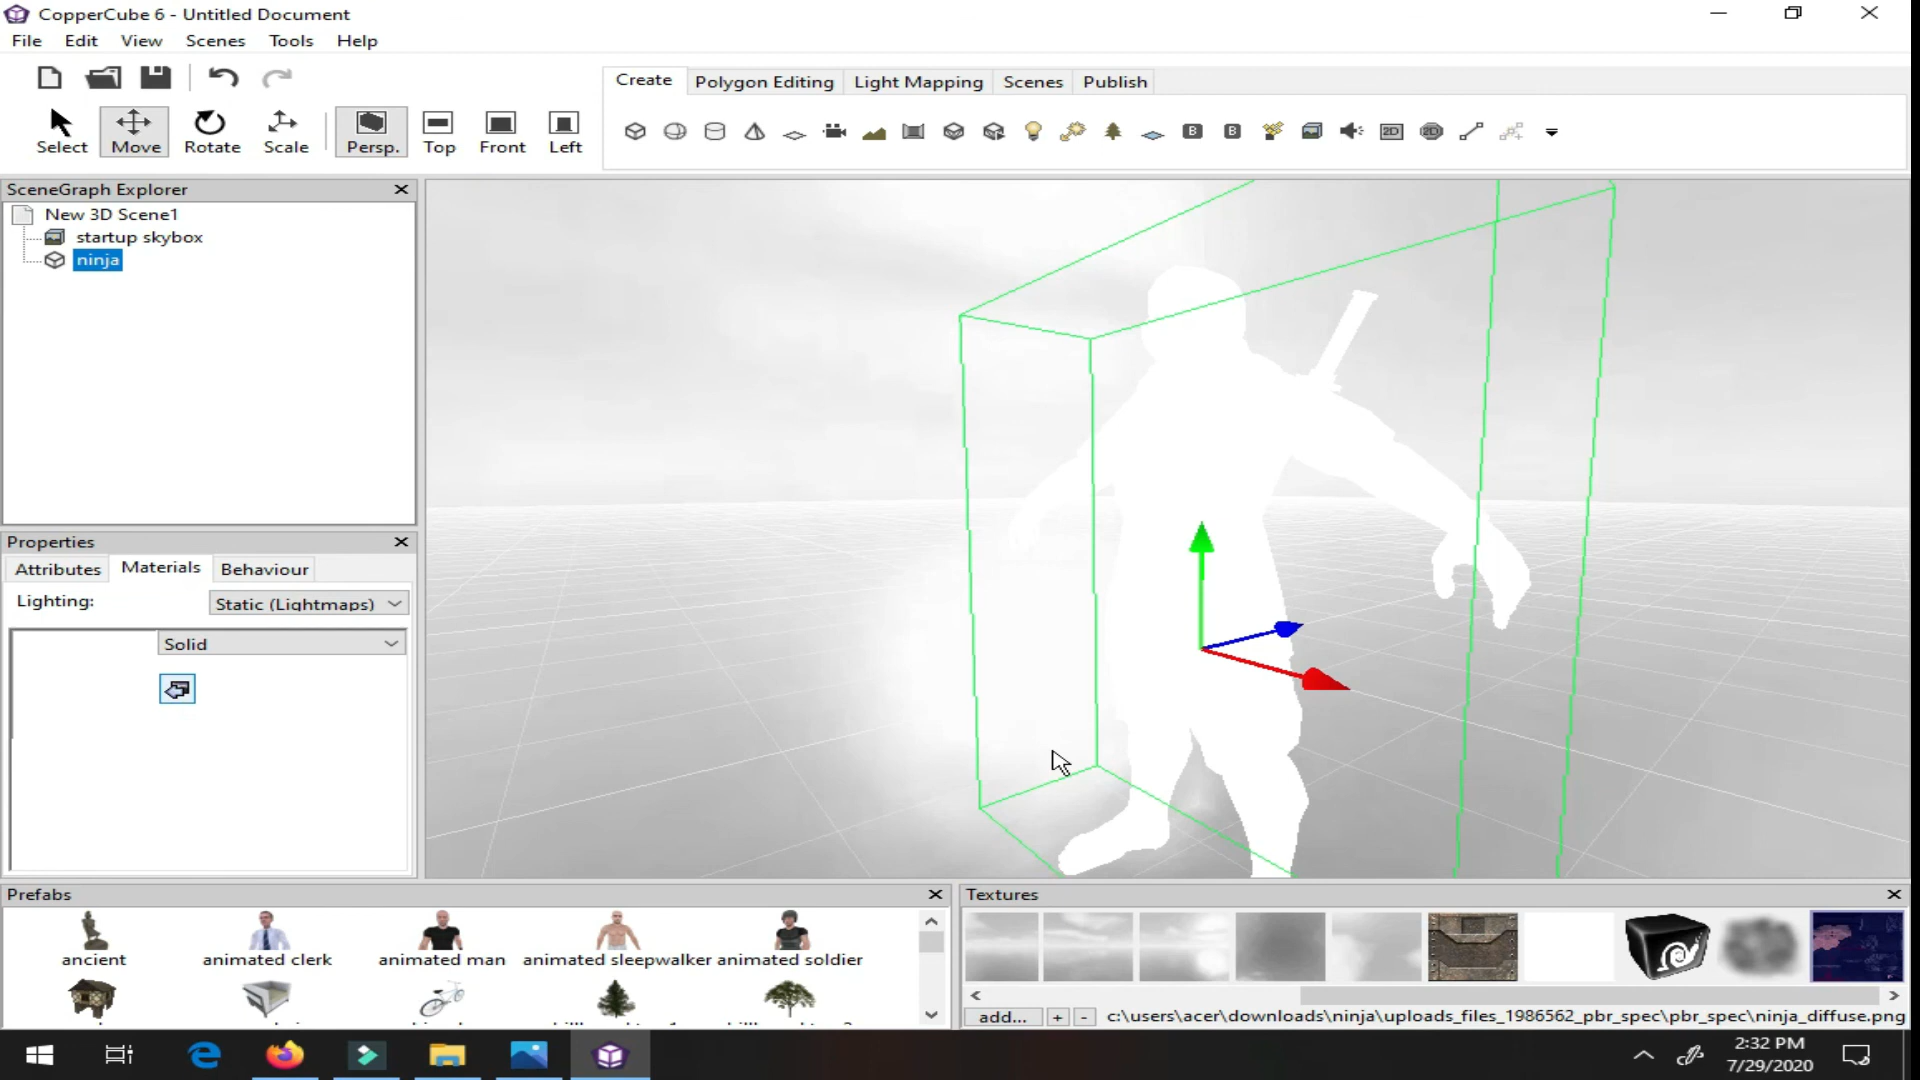 CopperCube 6 - Untitled Document
File Edit View Scenes Tools Help
Create Polygon Editing Light Mapping Scenes Publish
Select Move Rotate Scale Persp. Top Front Left
B B 2D 2D
SceneGraph Explorer
New 3D Scene1
startup skybox
ninja
Properties
Attributes Materials Behaviour
Lighting: Static (Lightmaps)
Solid
Prefabs
Textures
ancient animated clerk animated man animated sleepwalker animated soldier
add... + - c:\users\acer\downloads\ninja\uploads_files_1986562_pbr_spec\pbr_spec\ninja_diffuse.png
2:32 PM
7/29/2020